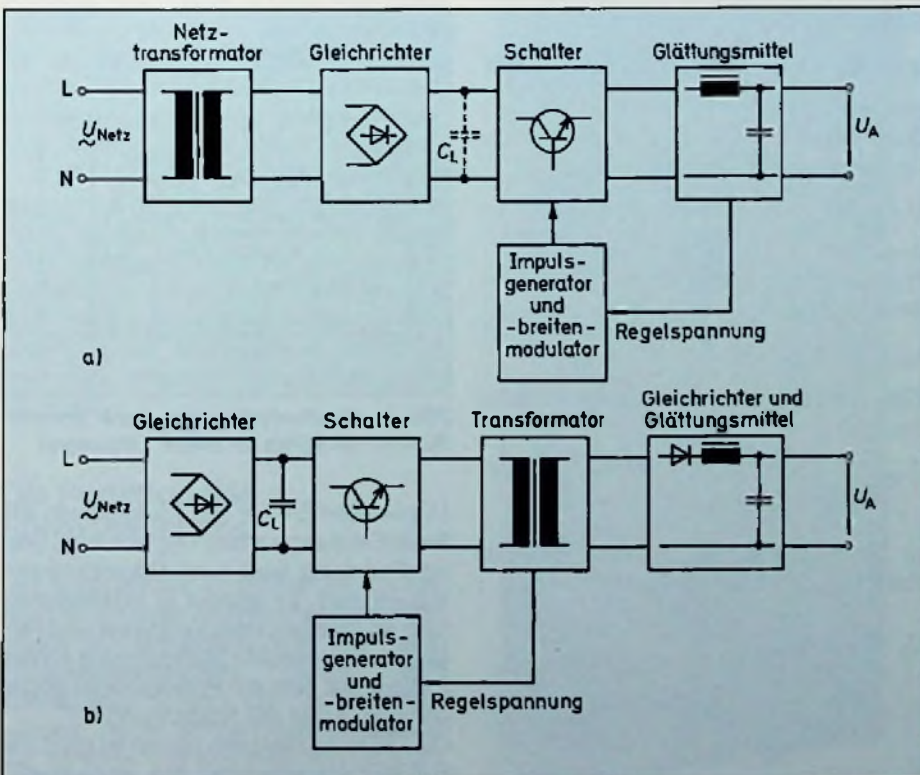 Netz-
transformator
Gleichrichter
Schalter
Glättungsmittel
L
U Netz
N
C L
U A
Impuls-
generator
und
-breiten-
modulator
Regelspannung
a)
Gleichrichter
Schalter
Transformator
Gleichrichter und
Glättungsmittel
L
U Netz
N
C L
U A
Impuls-
generator
und
-breiten-
modulator
Regelspannung
b)